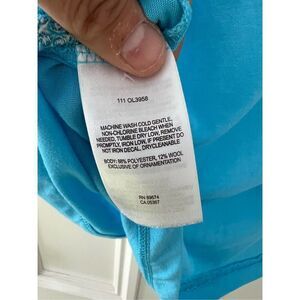 111 OL3958
MACHINE WASH COLD GENTLE,
NON-CHLORINE BLEACH WHEN
NEEDED, TUMBLE DRY LOW, REMOVE
PROMPTLY, IRON LOW, IF PRESENT DO
NOT IRON DECAL, DRYCLEANABLE
BODY: 88% POLYESTER, 12% WOOL
EXCLUSIVE OF ORNAMENTATION
RN 89674
CA 05367